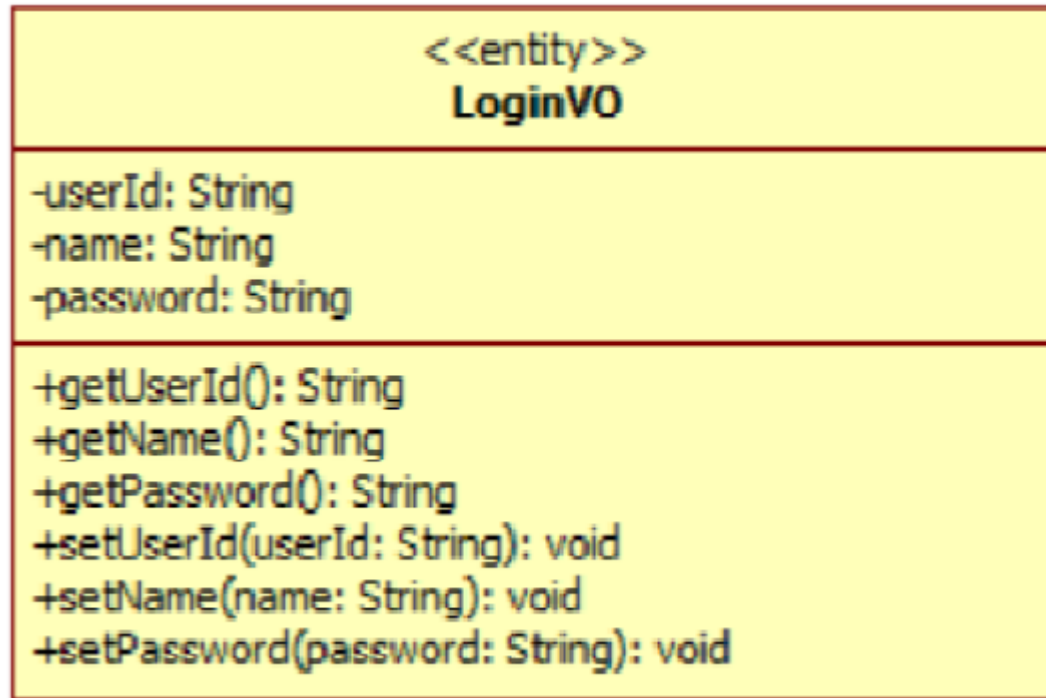 <<entity>>
LoginVO
-userId: String
-name: String
-password: String
+getUserId(): String
+getName(): String
+getPassword(): String
+setUserId(userId: String): void
+setName(name: String): void
+setPassword(password: String): void